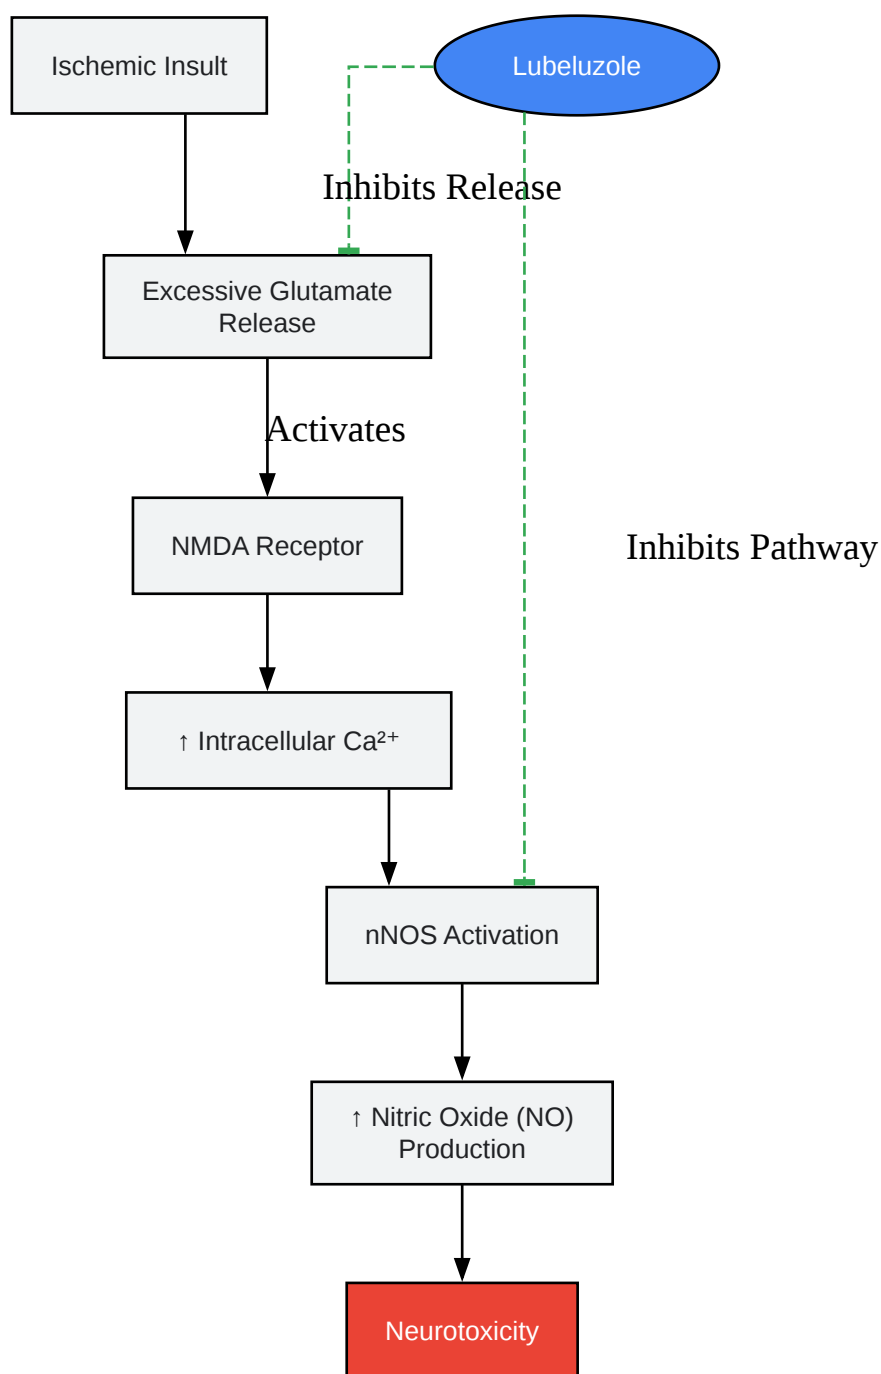 Ischemic Insult
Lubeluzole
Inhibits Release
Excessive Glutamate
Release
Activates
NMDA Receptor
Inhibits Pathway
↑ Intracellular Ca²⁺
nNOS Activation
↑ Nitric Oxide (NO)
Production
Neurotoxicity